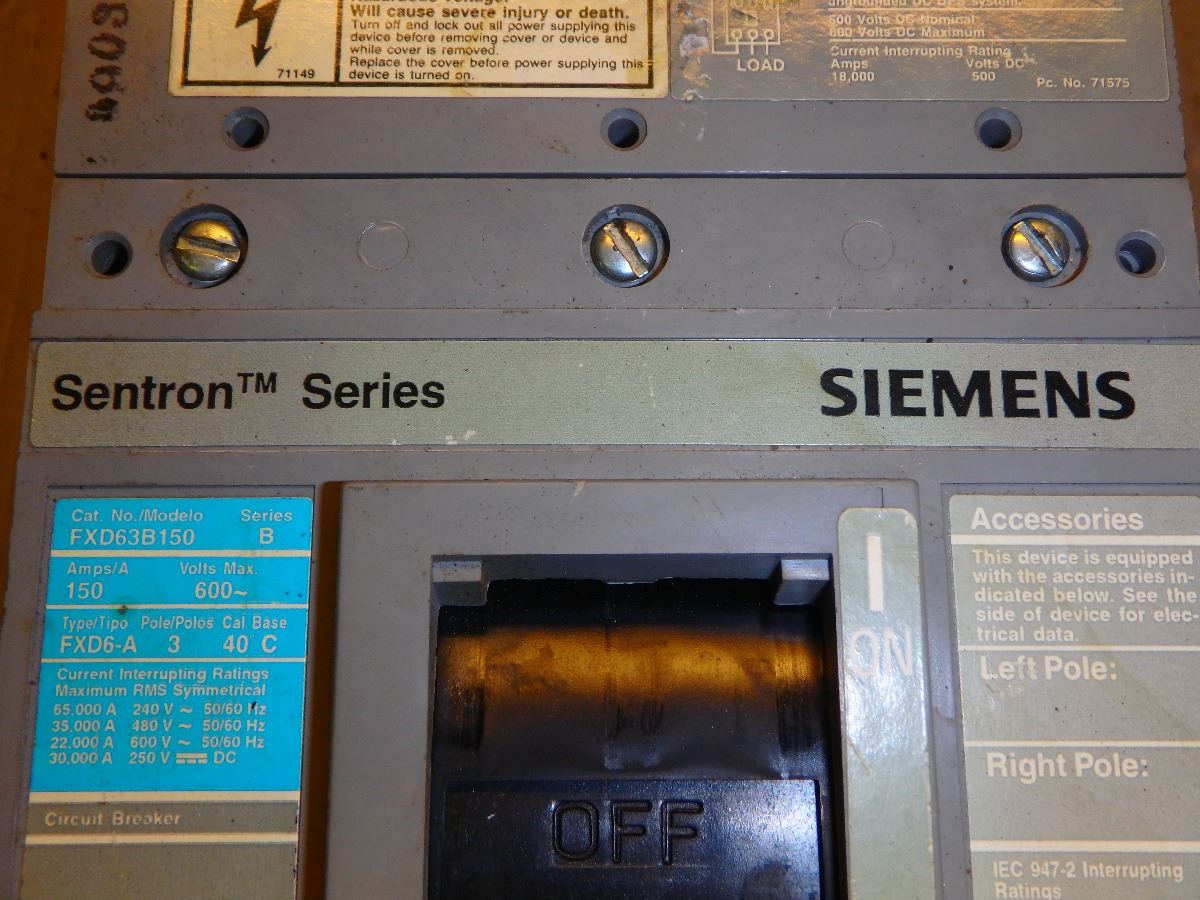 Hazardous voltage.
Will cause severe injury or death.
Turn off and lock out all power supplying this
device before removing cover or device and
while cover is removed.
Replace the cover before power supplying this
device is turned on.
71149
ungrounded DC UPS system.
500 Volts DC Nominal
600 Volts DC Maximum
Current Interrupting Rating
Amps Volts DC
18,000 500
LOAD
Pc. No. 71575
Sentron™ Series
SIEMENS
Cat. No./Modelo Series
FXD63B150 B
Amps/A Volts Max.
150 600~
Type/Tipo Pole/Polos Cal Base
FXD6-A 3 40°C
Current Interrupting Ratings
Maximum RMS Symmetrical
65,000 A 240 V ~ 50/60 Hz
35,000 A 480 V ~ 50/60 Hz
22,000 A 600 V ~ 50/60 Hz
30,000 A 250 V ⎓ DC
Circuit Breaker
I
ON
OFF
Accessories
This device is equipped
with the accessories in-
dicated below. See the
side of device for elec-
trical data.
Left Pole:
Right Pole:
IEC 947-2 Interrupting
Ratings